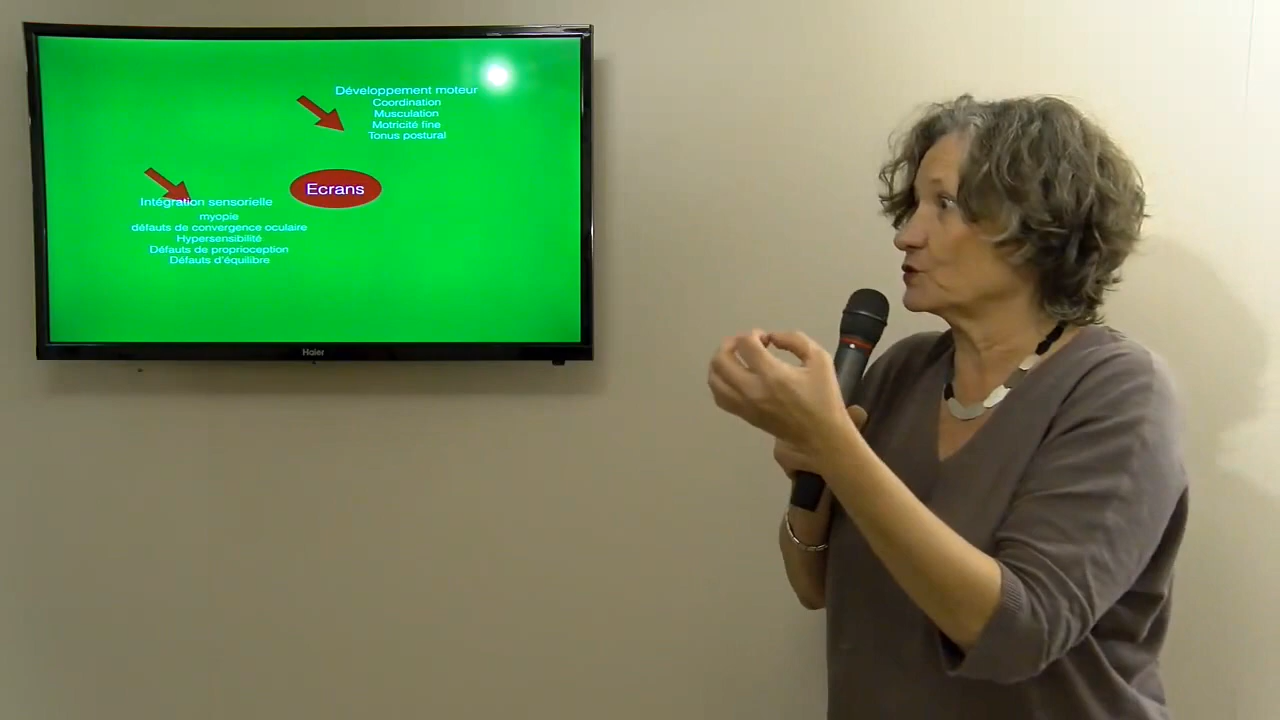 Développement moteur
Coordination
Musculation
Motricité fine
Tonus postural
Ecrans
Intégration sensorielle
myopie
défauts de convergence oculaire
Hypersensibilité
Défauts de proprioception
Défauts d'équilibre
Haier